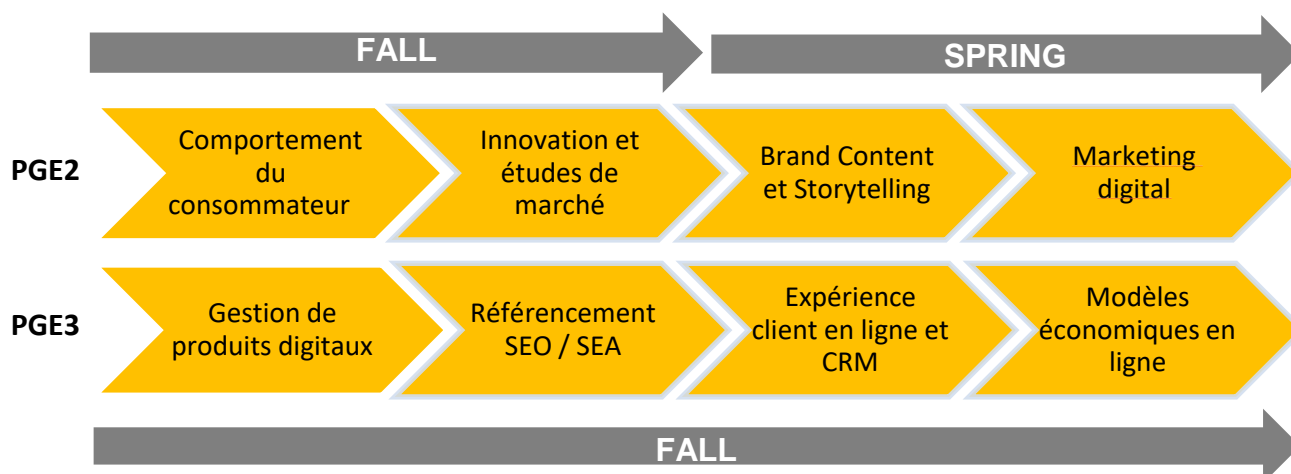 FALL
SPRING
PGE2
Comportement
du
consommateur
Innovation et
études de
marché
Brand Content
et Storytelling
Marketing
digital
PGE3
Gestion de
produits digitaux
Référencement
SEO / SEA
Expérience
client en ligne et
CRM
Modèles
économiques en
ligne
FALL